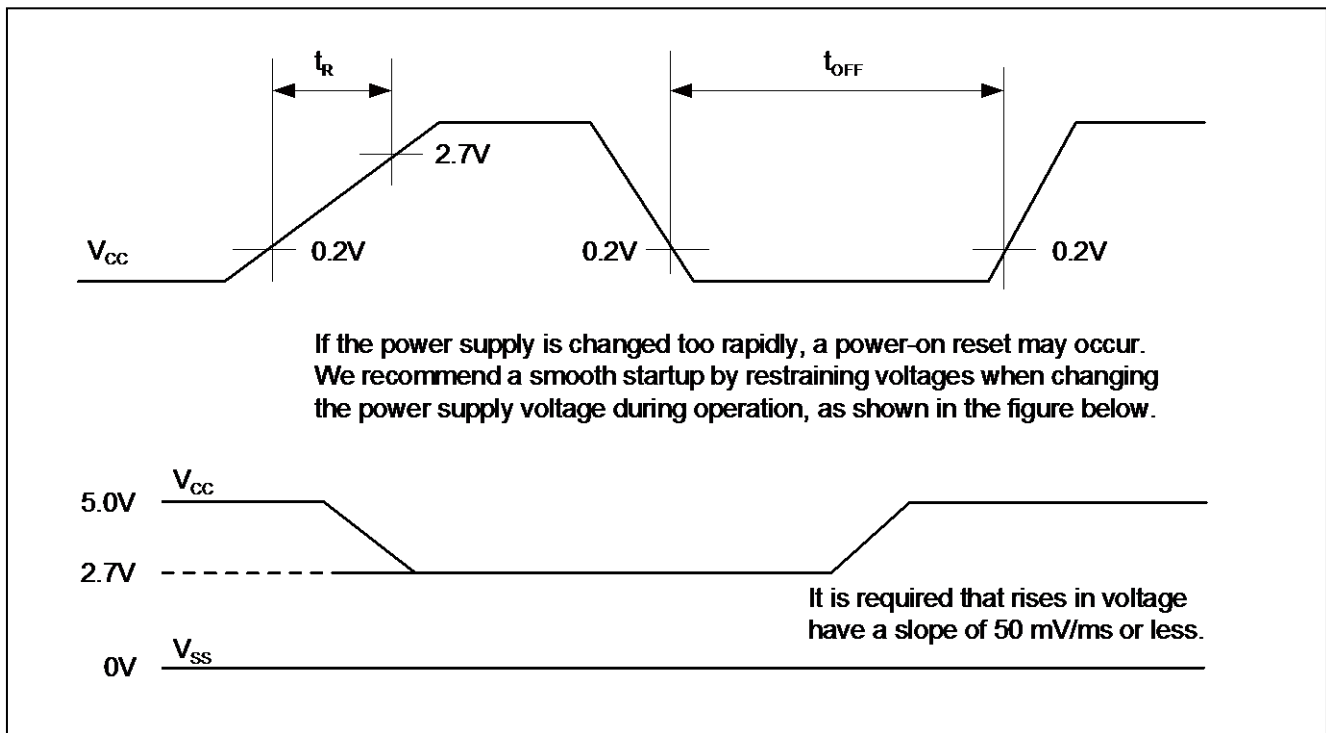 tR
tOFF
2.7V
VCC
0.2V
0.2V
0.2V
If the power supply is changed too rapidly, a power-on reset may occur.
We recommend a smooth startup by restraining voltages when changing
the power supply voltage during operation, as shown in the figure below.
VCC
5.0V
2.7V
It is required that rises in voltage
have a slope of 50 mV/ms or less.
VSS
0V